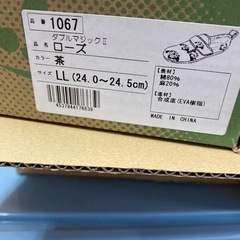 品番 1067
ダブルマジックⅡ
品名 ローズ
カラー 茶
サイズ LL(24.0〜24.5cm)
【素材】
綿80%
麻20%
【底材】
合成底(EVA樹脂)
MADE IN CHINA